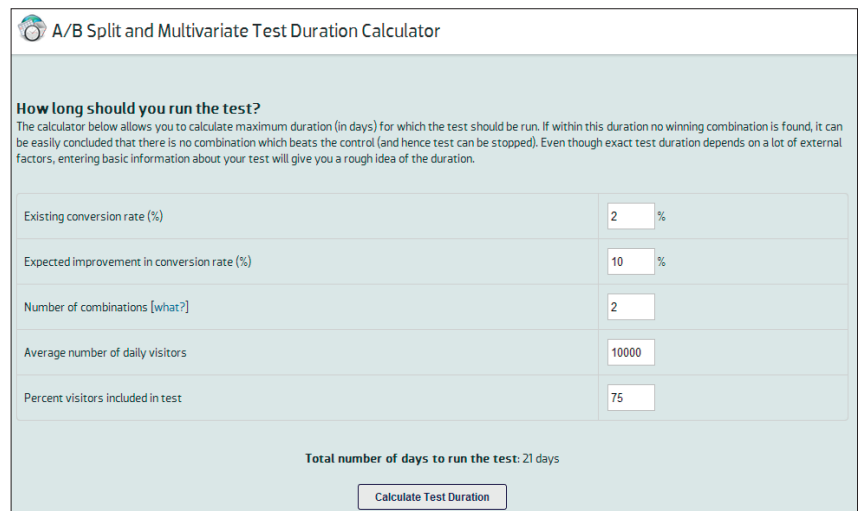 A/B Split and Multivariate Test Duration Calculator
How long should you run the test?
The calculator below allows you to calculate maximum duration (in days) for which the test should be run. If within this duration no winning combination is found, it can
be easily concluded that there is no combination which beats the control (and hence test can be stopped). Even though exact test duration depends on a lot of external
factors, entering basic information about your test will give you a rough idea of the duration.
Existing conversion rate (%) 2 %
Expected improvement in conversion rate (%) 10 %
Number of combinations [what?] 2
Average number of daily visitors 10000
Percent visitors included in test 75
Total number of days to run the test: 21 days
Calculate Test Duration